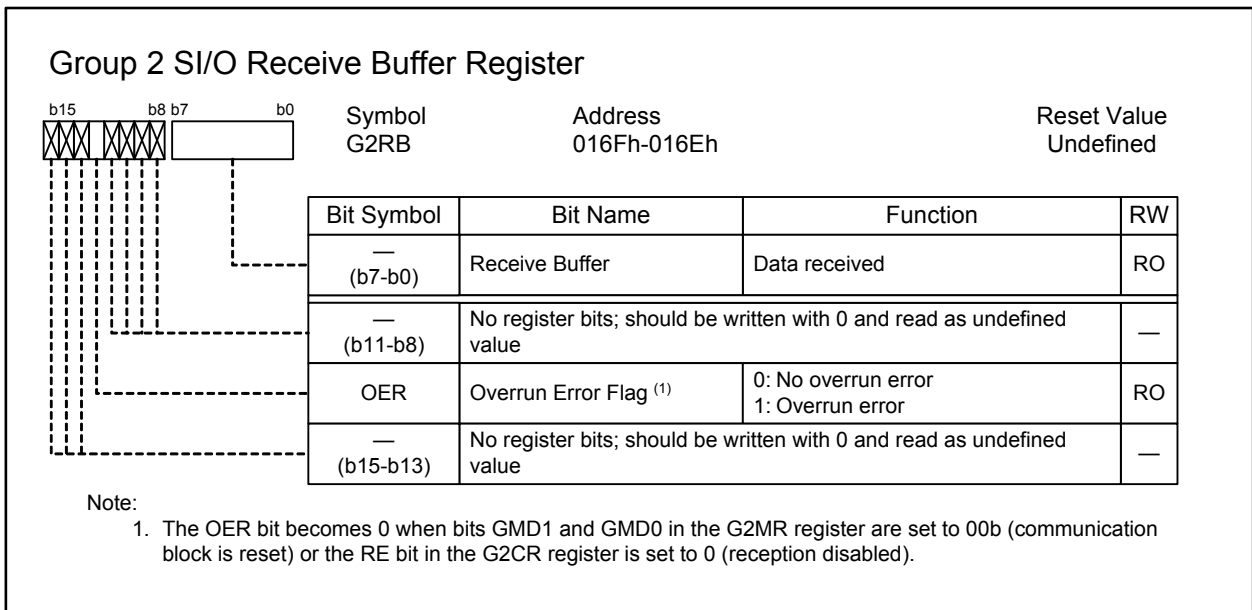 Group 2 SI/O Receive Buffer Register
b15 b8 b7 b0
Symbol Address Reset Value
G2RB 016Fh-016Eh Undefined
Bit Symbol Bit Name Function RW
—
(b7-b0) Receive Buffer Data received RO
—
(b11-b8) No register bits; should be written with 0 and read as undefined
value —
OER Overrun Error Flag (1) 0: No overrun error
1: Overrun error RO
—
(b15-b13) No register bits; should be written with 0 and read as undefined
value —
Note:
1. The OER bit becomes 0 when bits GMD1 and GMD0 in the G2MR register are set to 00b (communication
block is reset) or the RE bit in the G2CR register is set to 0 (reception disabled).